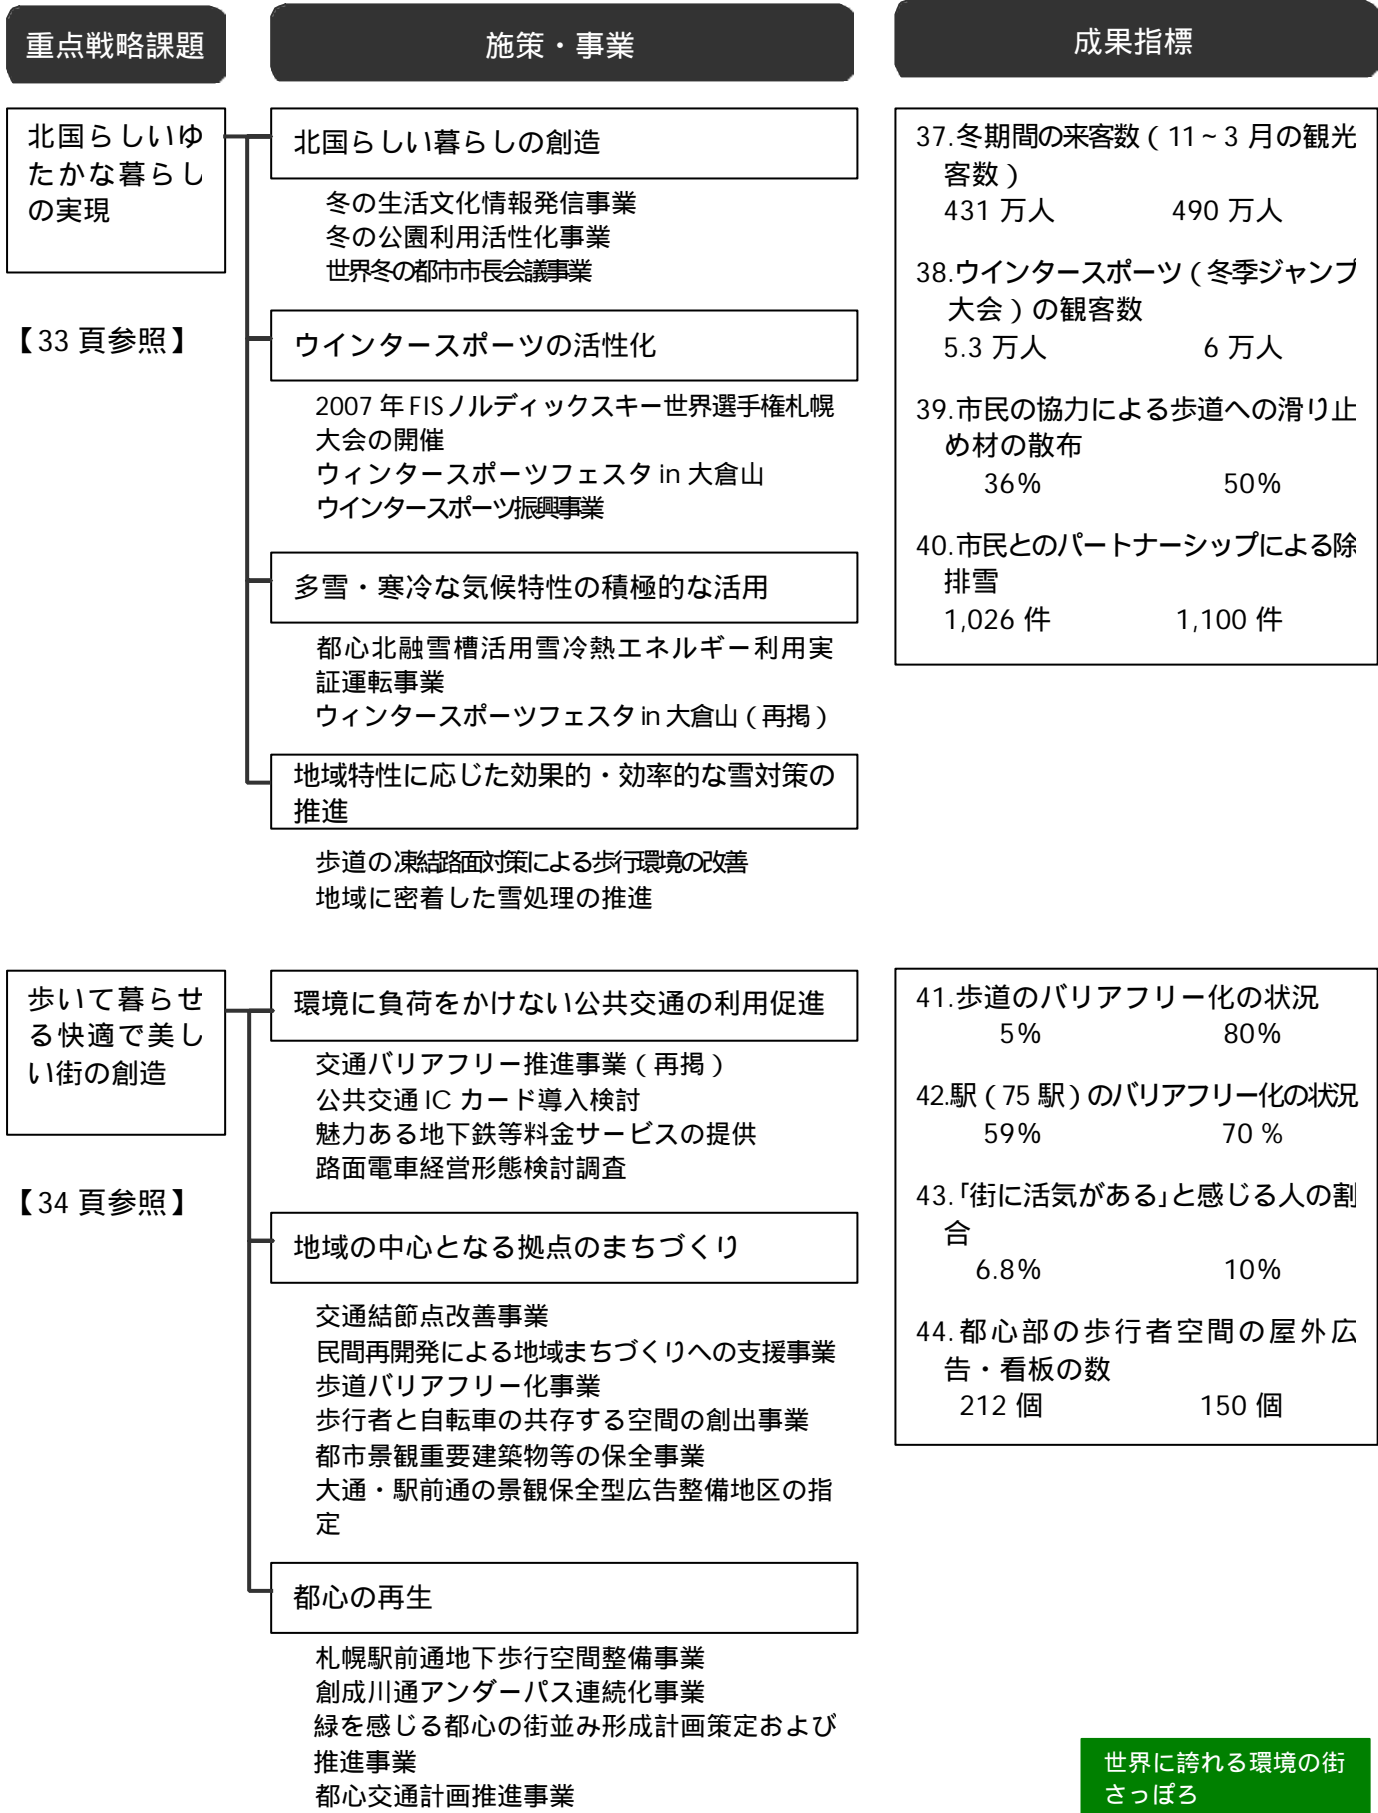 重点戦略課題
施策・事業
成果指標
北国らしいゆ
たかな暮らし
の実現
【33 頁参照】
北国らしい暮らしの創造
冬の生活文化情報発信事業
冬の公園利用活性化事業
世界冬の都市市長会議事業
ウインタースポーツの活性化
2007 年FISノルディックスキー世界選手権札幌
大会の開催
ウィンタースポーツフェスタ in 大倉山
ウインタースポーツ振興事業
多雪・寒冷な気候特性の積極的な活用
都心北融雪槽活用雪冷熱エネルギー利用実
証運転事業
ウィンタースポーツフェスタ in 大倉山(再掲)
地域特性に応じた効果的・効率的な雪対策の
推進
歩道の凍結路面対策による歩行環境の改善
地域に密着した雪処理の推進
37.冬期間の来客数(11~3 月の観光
客数)
431 万人 490 万人
38.ウインタースポーツ(冬季ジャンプ
大会)の観客数
5.3 万人 6 万人
39.市民の協力による歩道への滑り止
め材の散布
36% 50%
40.市民とのパートナーシップによる除
排雪
1,026 件 1,100 件
歩いて暮らせ
る快適で美し
い街の創造
【34 頁参照】
環境に負荷をかけない公共交通の利用促進
交通バリアフリー推進事業(再掲)
公共交通 IC カード導入検討
魅力ある地下鉄等料金サービスの提供
路面電車経営形態検討調査
地域の中心となる拠点のまちづくり
交通結節点改善事業
民間再開発による地域まちづくりへの支援事業
歩道バリアフリー化事業
歩行者と自転車の共存する空間の創出事業
都市景観重要建築物等の保全事業
大通・駅前通の景観保全型広告整備地区の指
定
都心の再生
札幌駅前通地下歩行空間整備事業
創成川通アンダーパス連続化事業
緑を感じる都心の街並み形成計画策定および
推進事業
都心交通計画推進事業
41.歩道のバリアフリー化の状況
5% 80%
42.駅(75 駅)のバリアフリー化の状況
59% 70 %
43.「街に活気がある」と感じる人の割
合
6.8% 10%
44.都心部の歩行者空間の屋外広
告・看板の数
212 個 150 個
世界に誇れる環境の街
さっぽろ